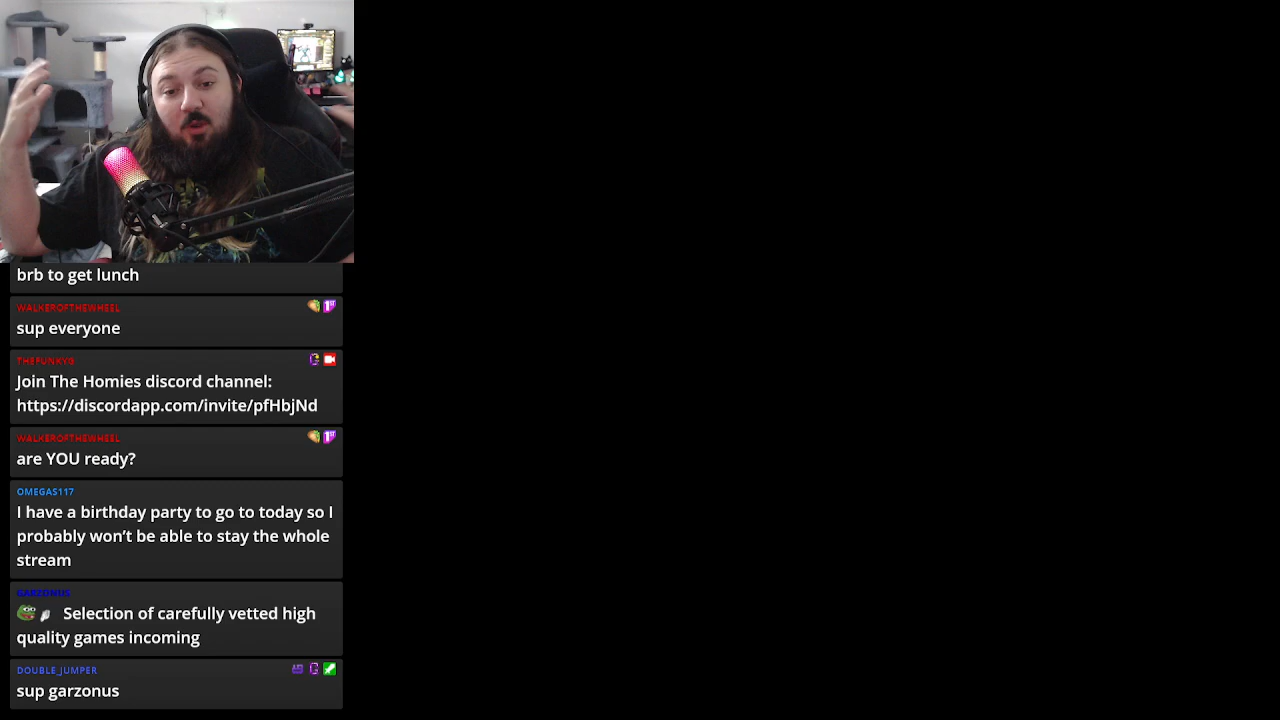 brb to get lunch
WALKEROFTHEWHEEL
sup everyone
THEPUNKYG
Join The Homies discord channel:
https://discordapp.com/invite/pfHbjNd
WALKEROFTHEWHEEL
are YOU ready?
OMEGAS117
I have a birthday party to go to today so I
probably won’t be able to stay the whole
stream
GARZONUS
Selection of carefully vetted high
quality games incoming
DOUBLE_JUMPER
sup garzonus